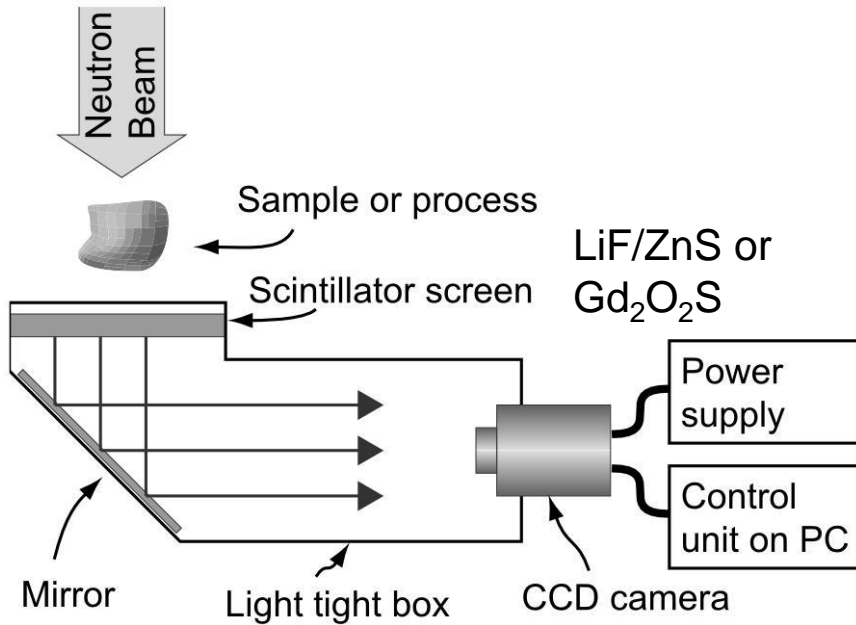 Neutron
Beam
Sample or process
LiF/ZnS or
Gd₂O₂S
Scintillator screen
Power
supply
Control
unit on PC
Mirror
Light tight box
CCD camera